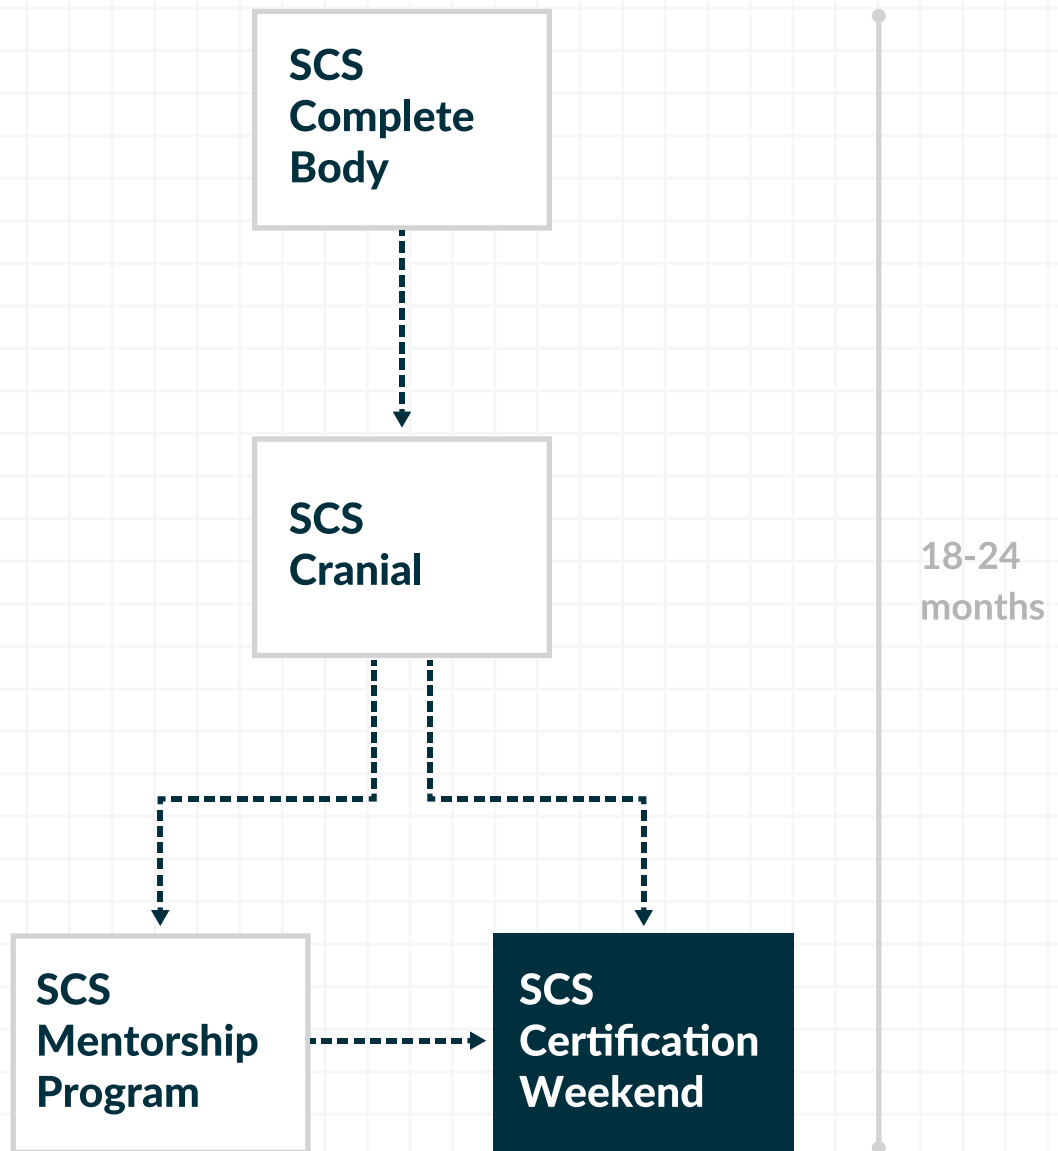 SCS
Complete
Body
SCS
Cranial
18-24
months
SCS
Mentorship
Program
SCS
Certification
Weekend